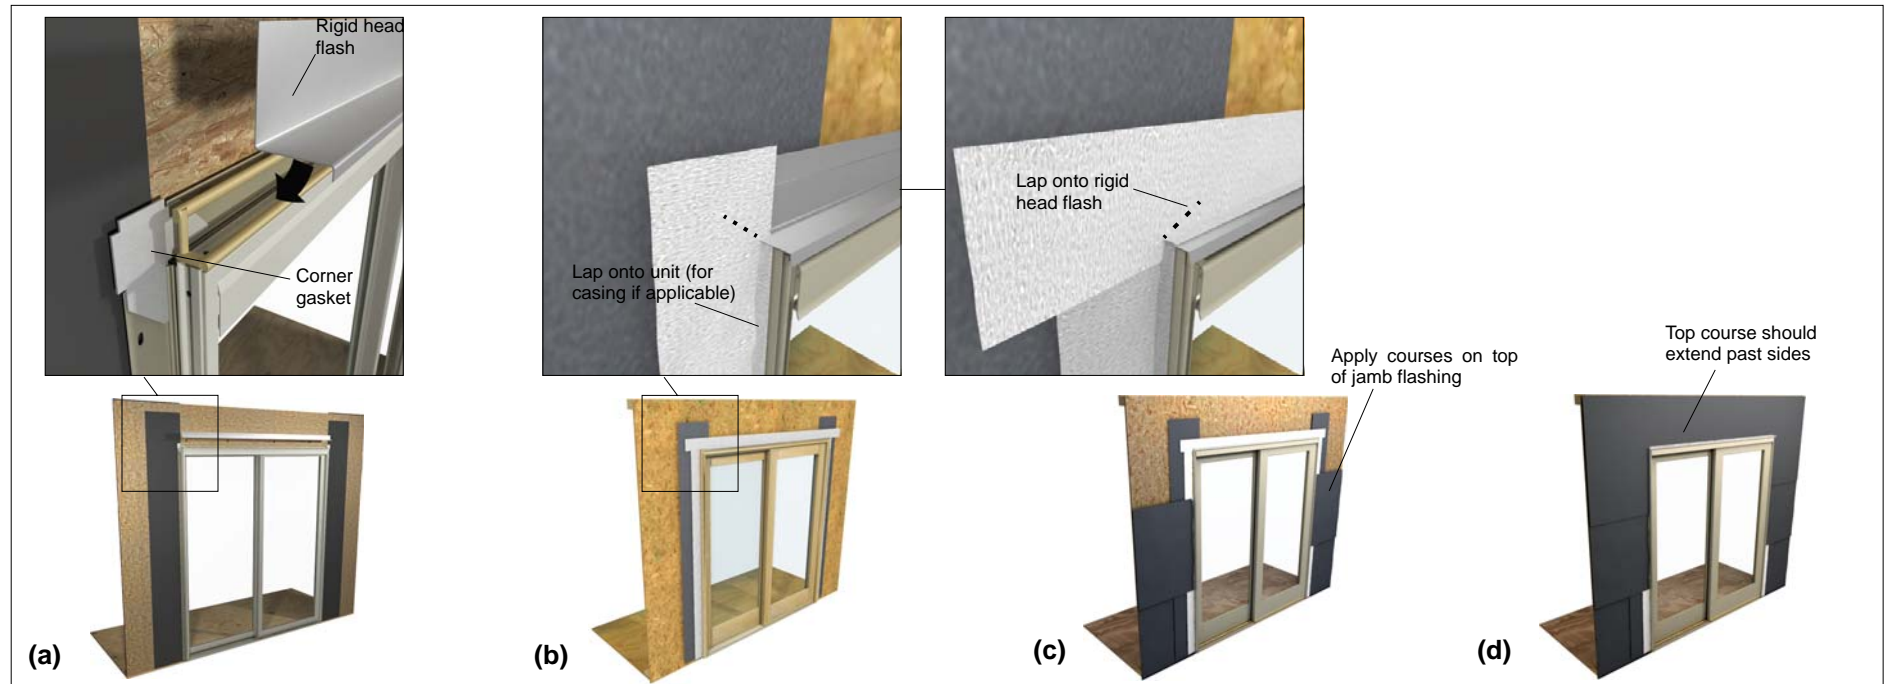 Rigid head
flash
Corner
gasket
(a)
Lap onto unit (for
casing if applicable)
(b)
Lap onto rigid
head flash
Apply courses on top
of jamb flashing
(c)
Top course should
extend past sides
(d)